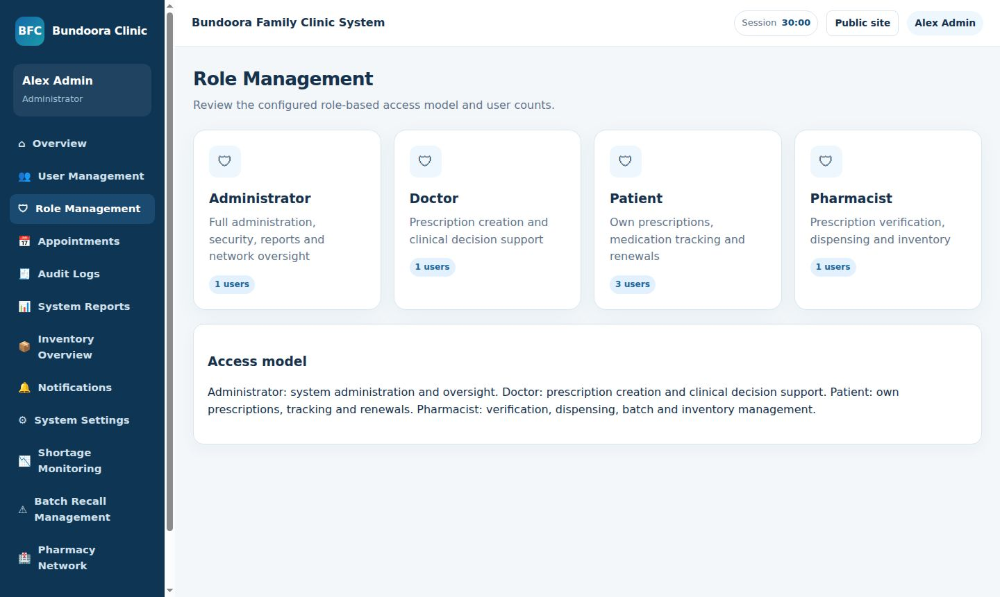 BFC Bundoora Clinic
Alex Admin
Administrator
Overview
User Management
Role Management
Appointments
Audit Logs
System Reports
Inventory
Overview
Notifications
System Settings
Shortage
Monitoring
Batch Recall
Management
Pharmacy
Network
Bundoora Family Clinic System
Session 30:00
Public site
Alex Admin
Role Management
Review the configured role-based access model and user counts.
Administrator
Full administration,
security, reports and
network oversight
1 users
Doctor
Prescription creation and
clinical decision support
1 users
Patient
Own prescriptions,
medication tracking and
renewals
3 users
Pharmacist
Prescription verification,
dispensing and inventory
1 users
Access model
Administrator: system administration and oversight. Doctor: prescription creation and clinical decision support. Patient: own
prescriptions, tracking and renewals. Pharmacist: verification, dispensing, batch and inventory management.